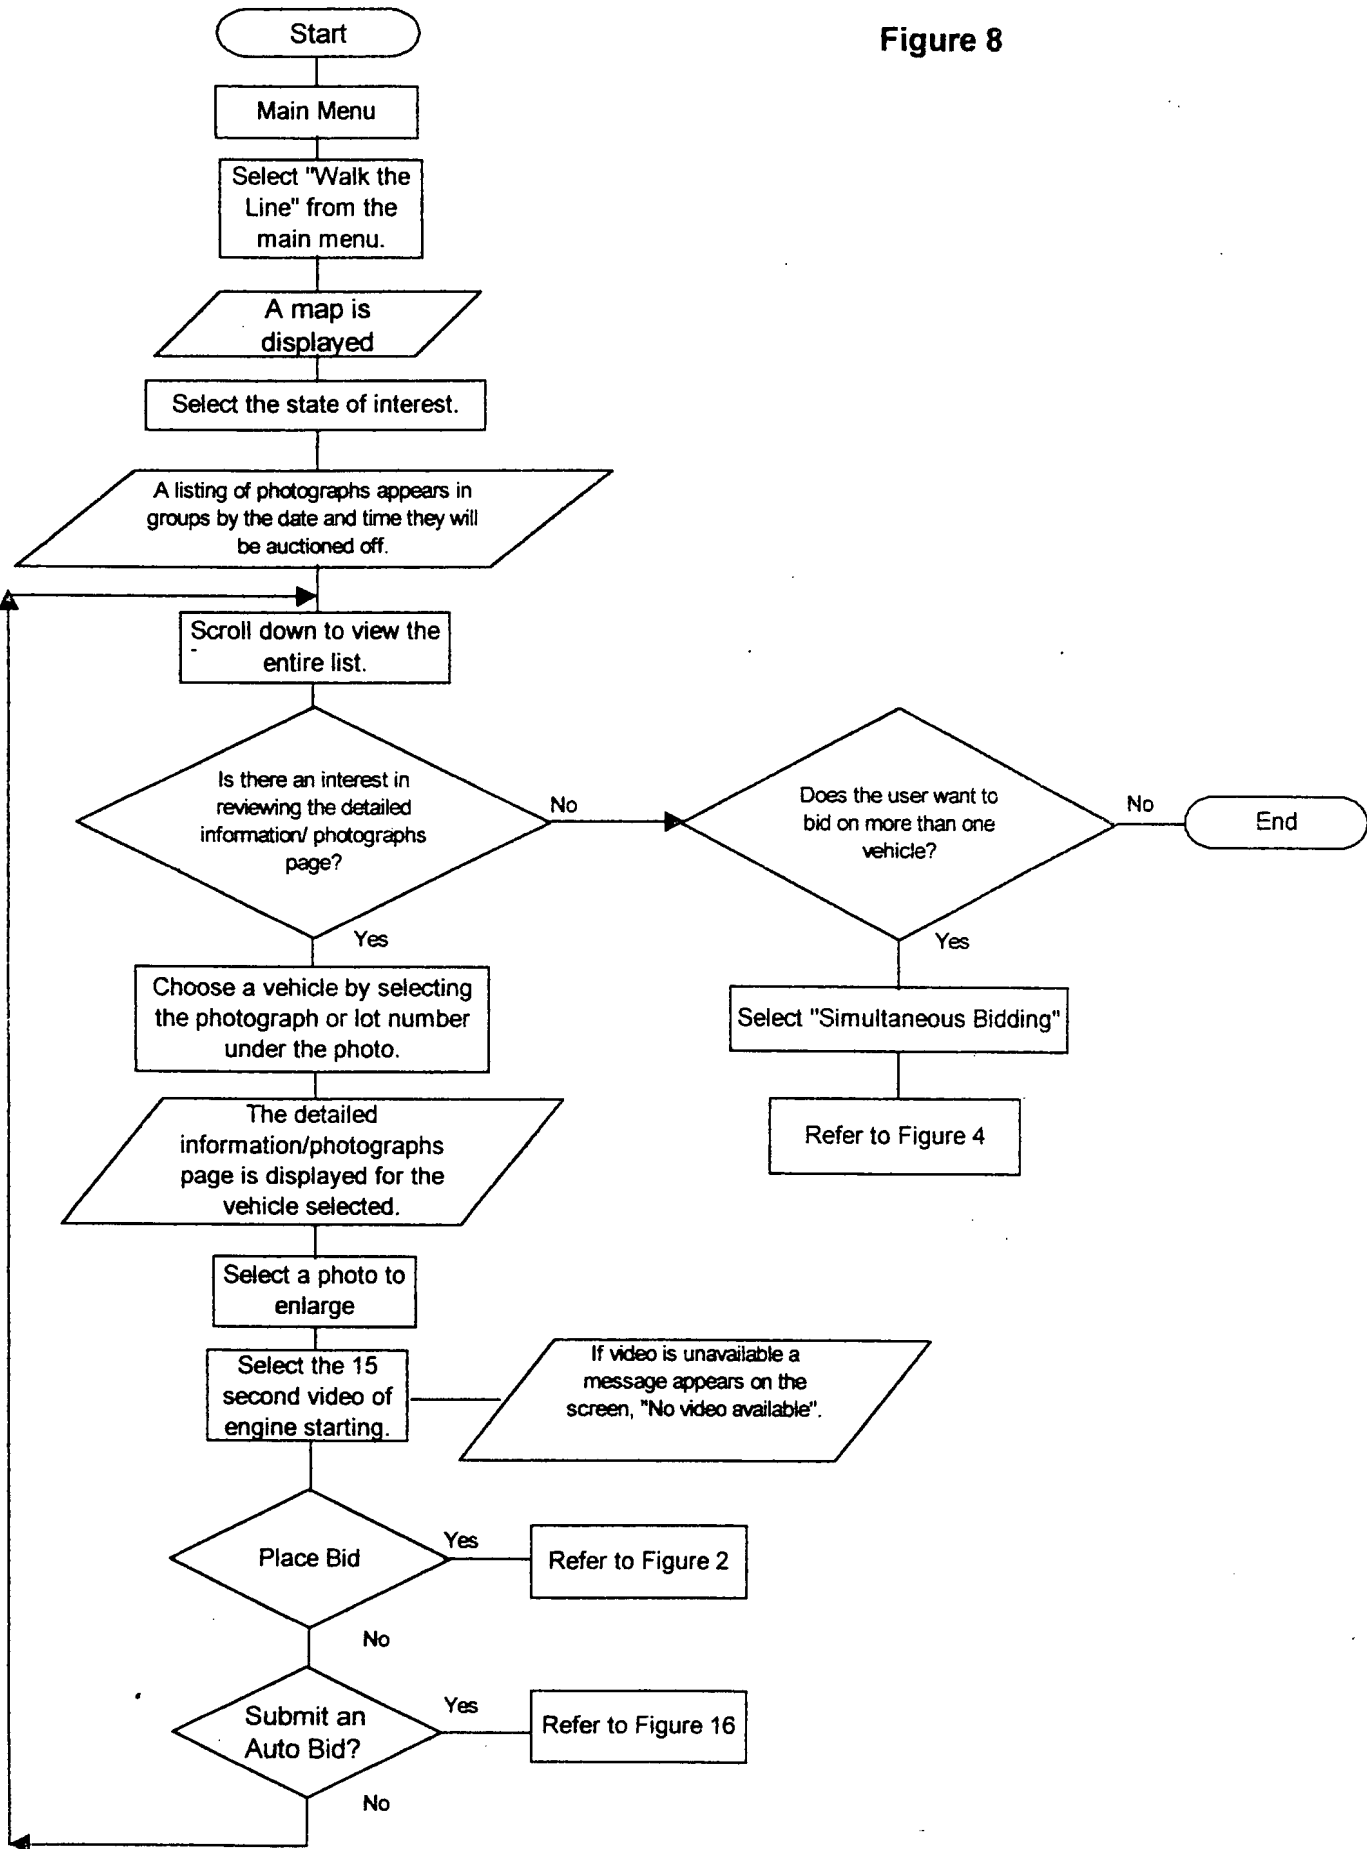 Figure 8
Start
Main Menu
Select "Walk the
Line" from the
main menu.
A map is
displayed
Select the state of interest.
A listing of photographs appears in
groups by the date and time they will
be auctioned off.
Scroll down to view the
entire list.
Is there an interest in
reviewing the detailed
information/ photographs
page?
No
Does the user want to
bid on more than one
vehicle?
No
End
Yes
Yes
Choose a vehicle by selecting
the photograph or lot number
under the photo.
Select "Simultaneous Bidding"
Refer to Figure 4
The detailed
information/photographs
page is displayed for the
vehicle selected.
Select a photo to
enlarge
Select the 15
second video of
engine starting.
If video is unavailable a
message appears on the
screen, "No video available".
Place Bid
Yes
Refer to Figure 2
No
Submit an
Auto Bid?
Yes
Refer to Figure 16
No